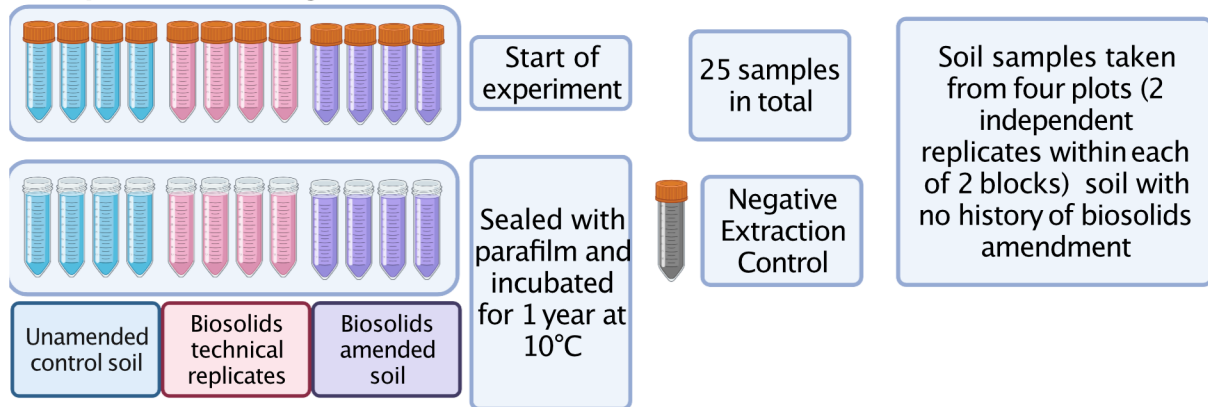 Start of
experiment
25 samples
in total
Soil samples taken
from four plots (2
independent
replicates within each
of 2 blocks) soil with
no history of biosolids
amendment
Sealed with
parafilm and
incubated
for 1 year at
10°C
Negative
Extraction
Control
Unamended
control soil
Biosolids
technical
replicates
Biosolids
amended
soil